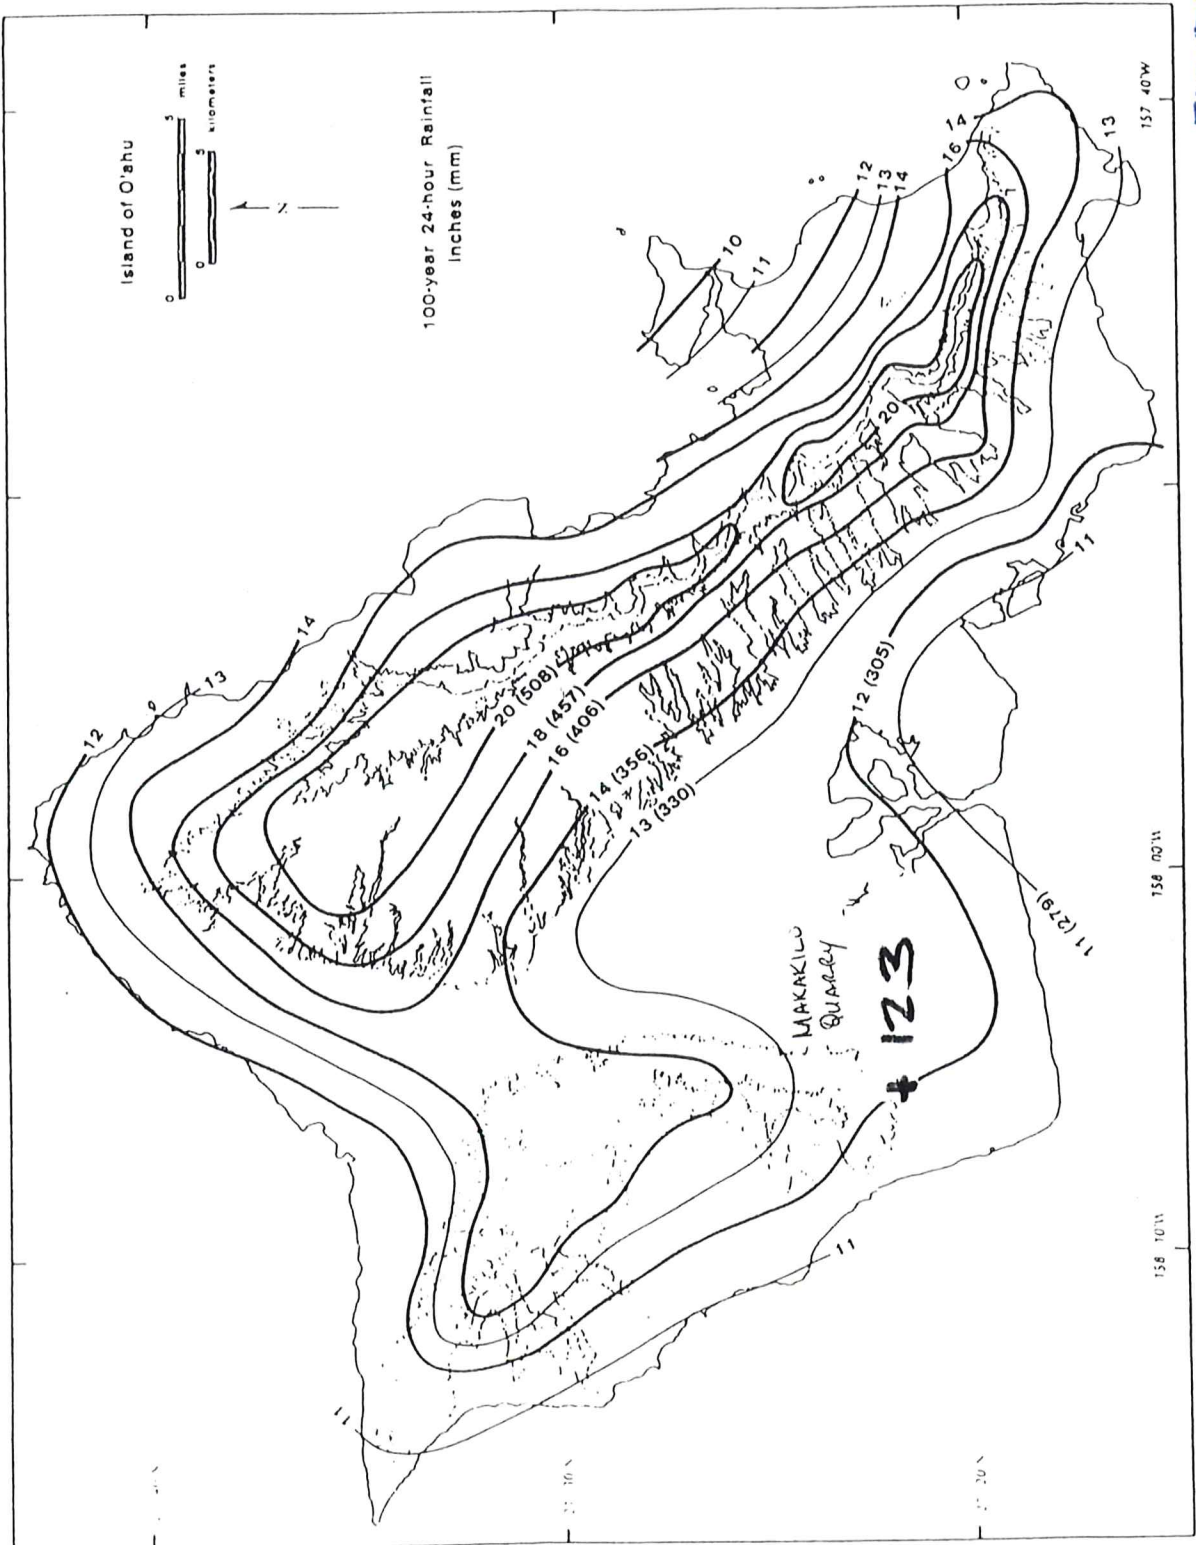 Island of O'ahu
0 5 miles
0 5 kilometers
N
100-year 24-hour Rainfall
Inches (mm)
12
13
14
10
11
12
13
14
14
16
13
20
20 (508)
18 (457)
16 (406)
14 (356)
13 (330)
12 (305)
11
11 (279)
MAKAKILO
QUARRY
123
11
11
157 40'W
158 00'W
158 10'W